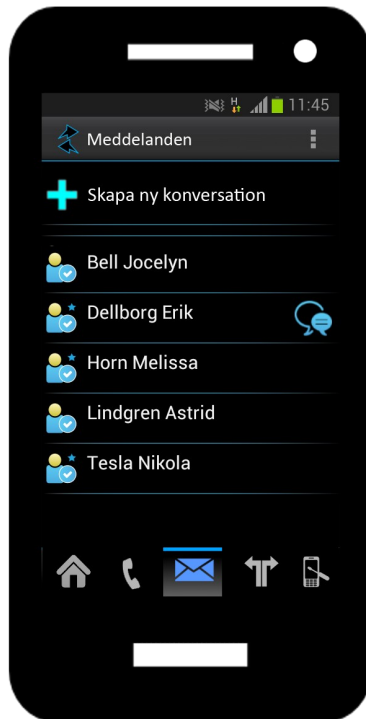 H
11:45
Meddelanden
Skapa ny konversation
Bell Jocelyn
Dellborg Erik
Horn Melissa
Lindgren Astrid
Tesla Nikola